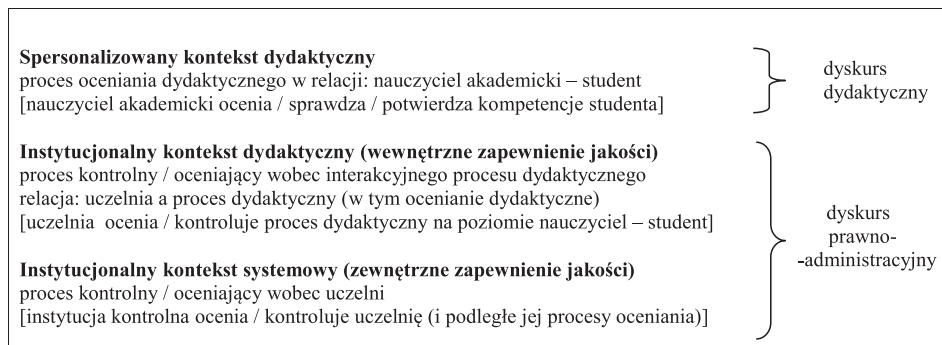 Spersonalizowany kontekst dydaktyczny
proces oceniania dydaktycznego w relacji: nauczyciel akademicki – student
[nauczyciel akademicki ocenia / sprawdza / potwierdza kompetencje studenta]
dyskurs
dydaktyczny
Instytucjonalny kontekst dydaktyczny (wewnętrzne zapewnienie jakości)
proces kontrolny / oceniający wobec interakcyjnego procesu dydaktycznego
relacja: uczelnia a proces dydaktyczny (w tym ocenianie dydaktyczne)
[uczelnia ocenia / kontroluje proces dydaktyczny na poziomie nauczyciel – student]
Instytucjonalny kontekst systemowy (zewnętrzne zapewnienie jakości)
proces kontrolny / oceniający wobec uczelni
[instytucja kontrolna ocenia / kontroluje uczelnię (i podległe jej procesy oceniania)]
dyskurs
prawno-
-administracyjny